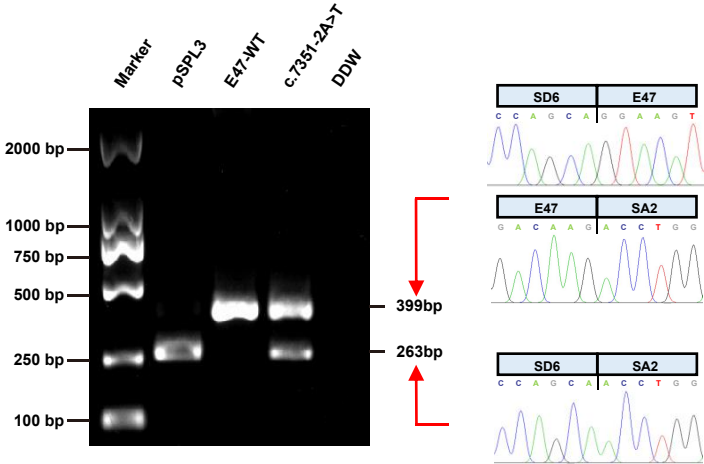 Marker
pSPL3
E47-WT
c.7351-2A>T
DDW
2000 bp
1000 bp
750 bp
500 bp
250 bp
100 bp
399bp
263bp
SD6 E47
C C A G C A G G A A G T
E47 SA2
G A C A A G A C C T G G
SD6 SA2
C C A G C A A C C T G G